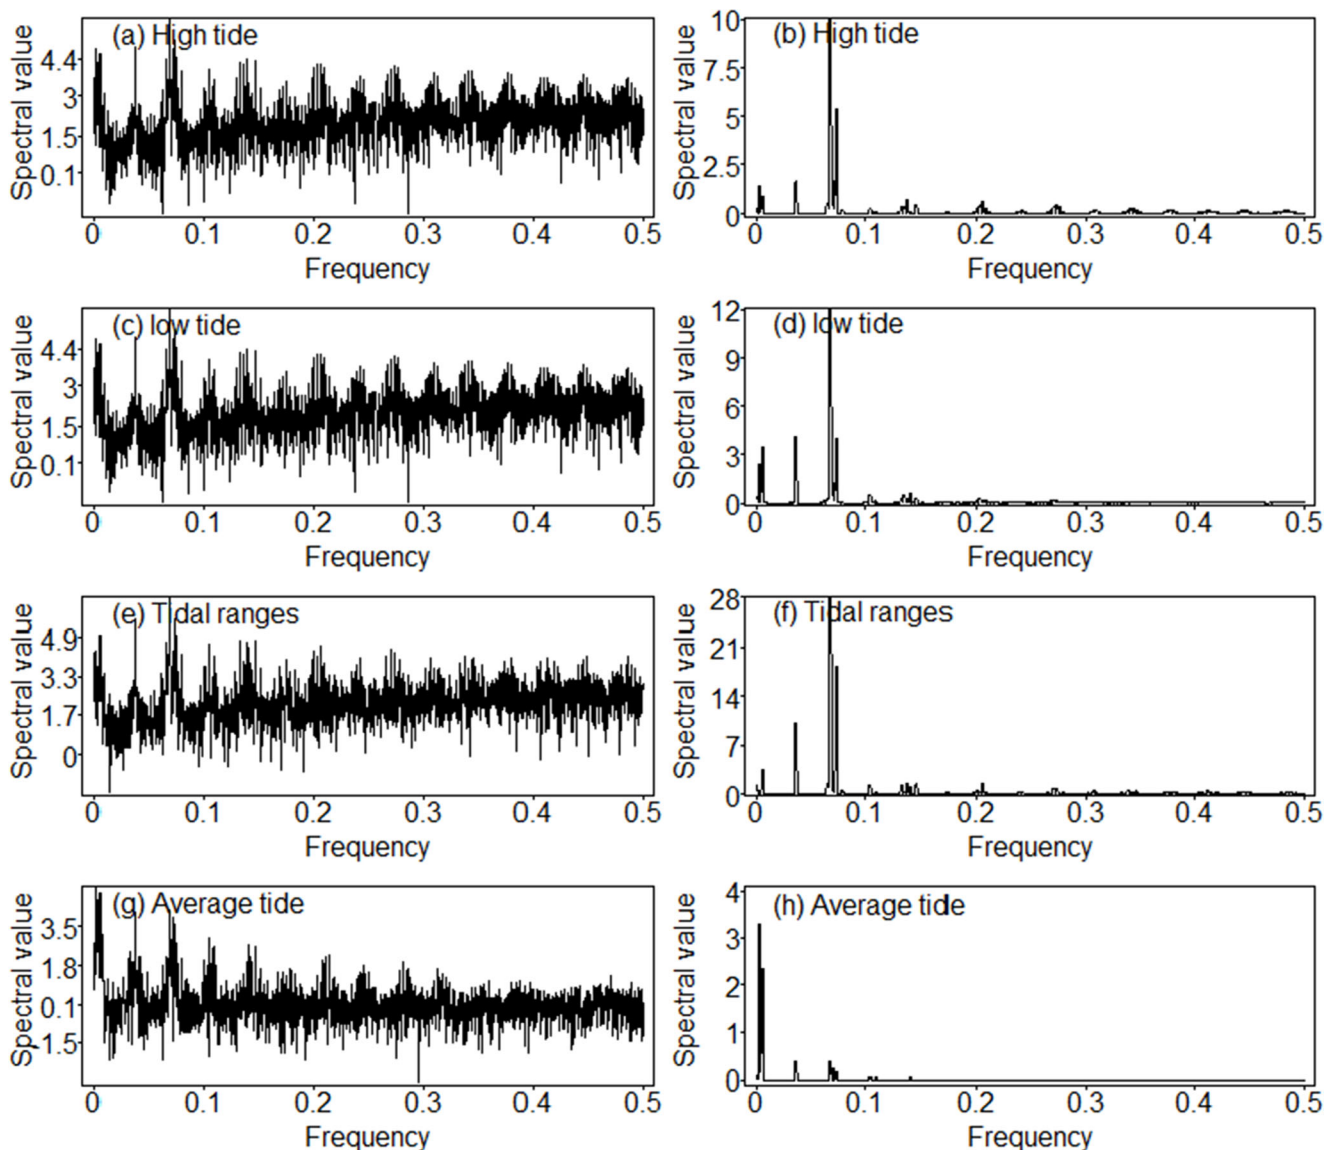 (a) High tide
Spectral value
4.4
3
1.5
0.1
0 0.1 0.2 0.3 0.4 0.5
Frequency
(b) High tide
Spectral value
10
7.5
5
2.5
0
0 0.1 0.2 0.3 0.4 0.5
Frequency
(c) low tide
Spectral value
4.4
3
1.5
0.1
0 0.1 0.2 0.3 0.4 0.5
Frequency
(d) low tide
Spectral value
12
9
6
3
0
0 0.1 0.2 0.3 0.4 0.5
Frequency
(e) Tidal ranges
Spectral value
4.9
3.3
1.7
0
0 0.1 0.2 0.3 0.4 0.5
Frequency
(f) Tidal ranges
Spectral value
28
21
14
7
0
0 0.1 0.2 0.3 0.4 0.5
Frequency
(g) Average tide
Spectral value
3.5
1.8
0.1
-1.5
0 0.1 0.2 0.3 0.4 0.5
Frequency
(h) Average tide
Spectral value
4
3
2
1
0
0 0.1 0.2 0.3 0.4 0.5
Frequency